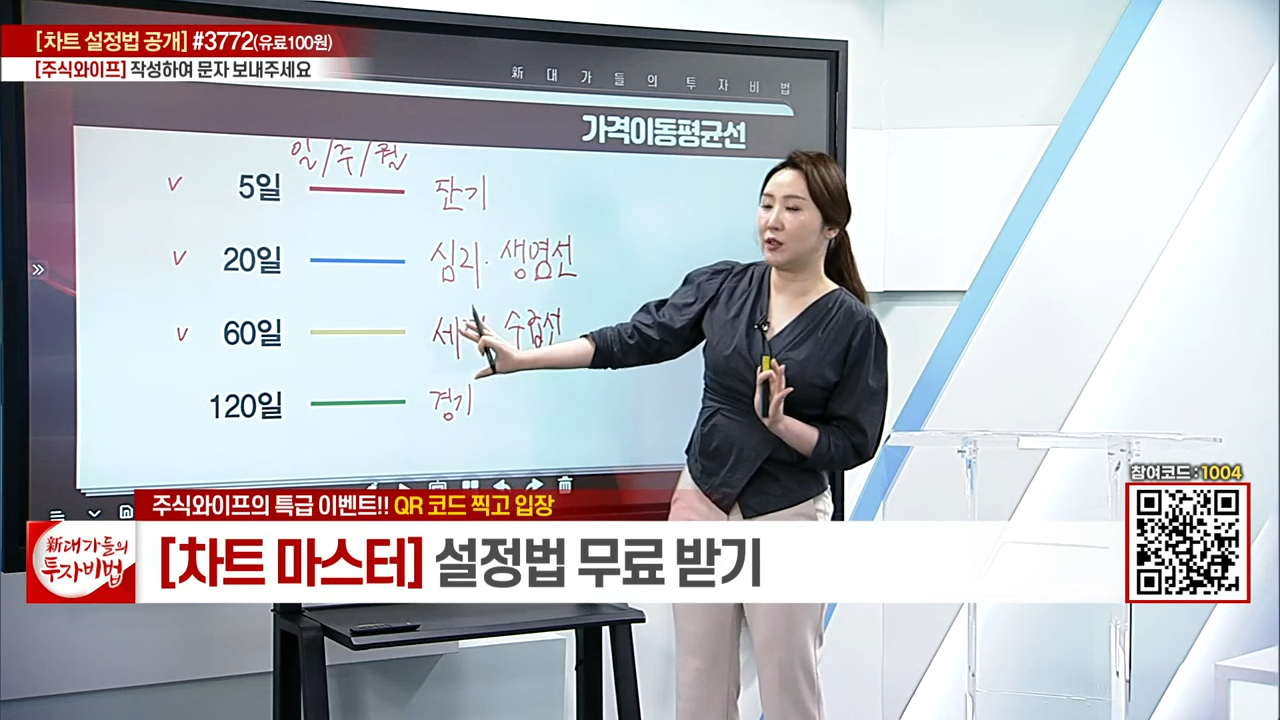 [차트 설정법 공개] #3772(유료100원)
[주식와이프] 작성하여 문자 보내주세요
新 대 가 들 의 투 자 비 법
가격이동평균선
일/주/월
v 5일 단기
v 20일 심리. 생명선
v 60일 수급선
120일 경기
참여코드 : 1004
주식와이프의 특급 이벤트!! QR 코드 찍고 입장
新대가들의
투자비법
[차트 마스터] 설정법 무료 받기